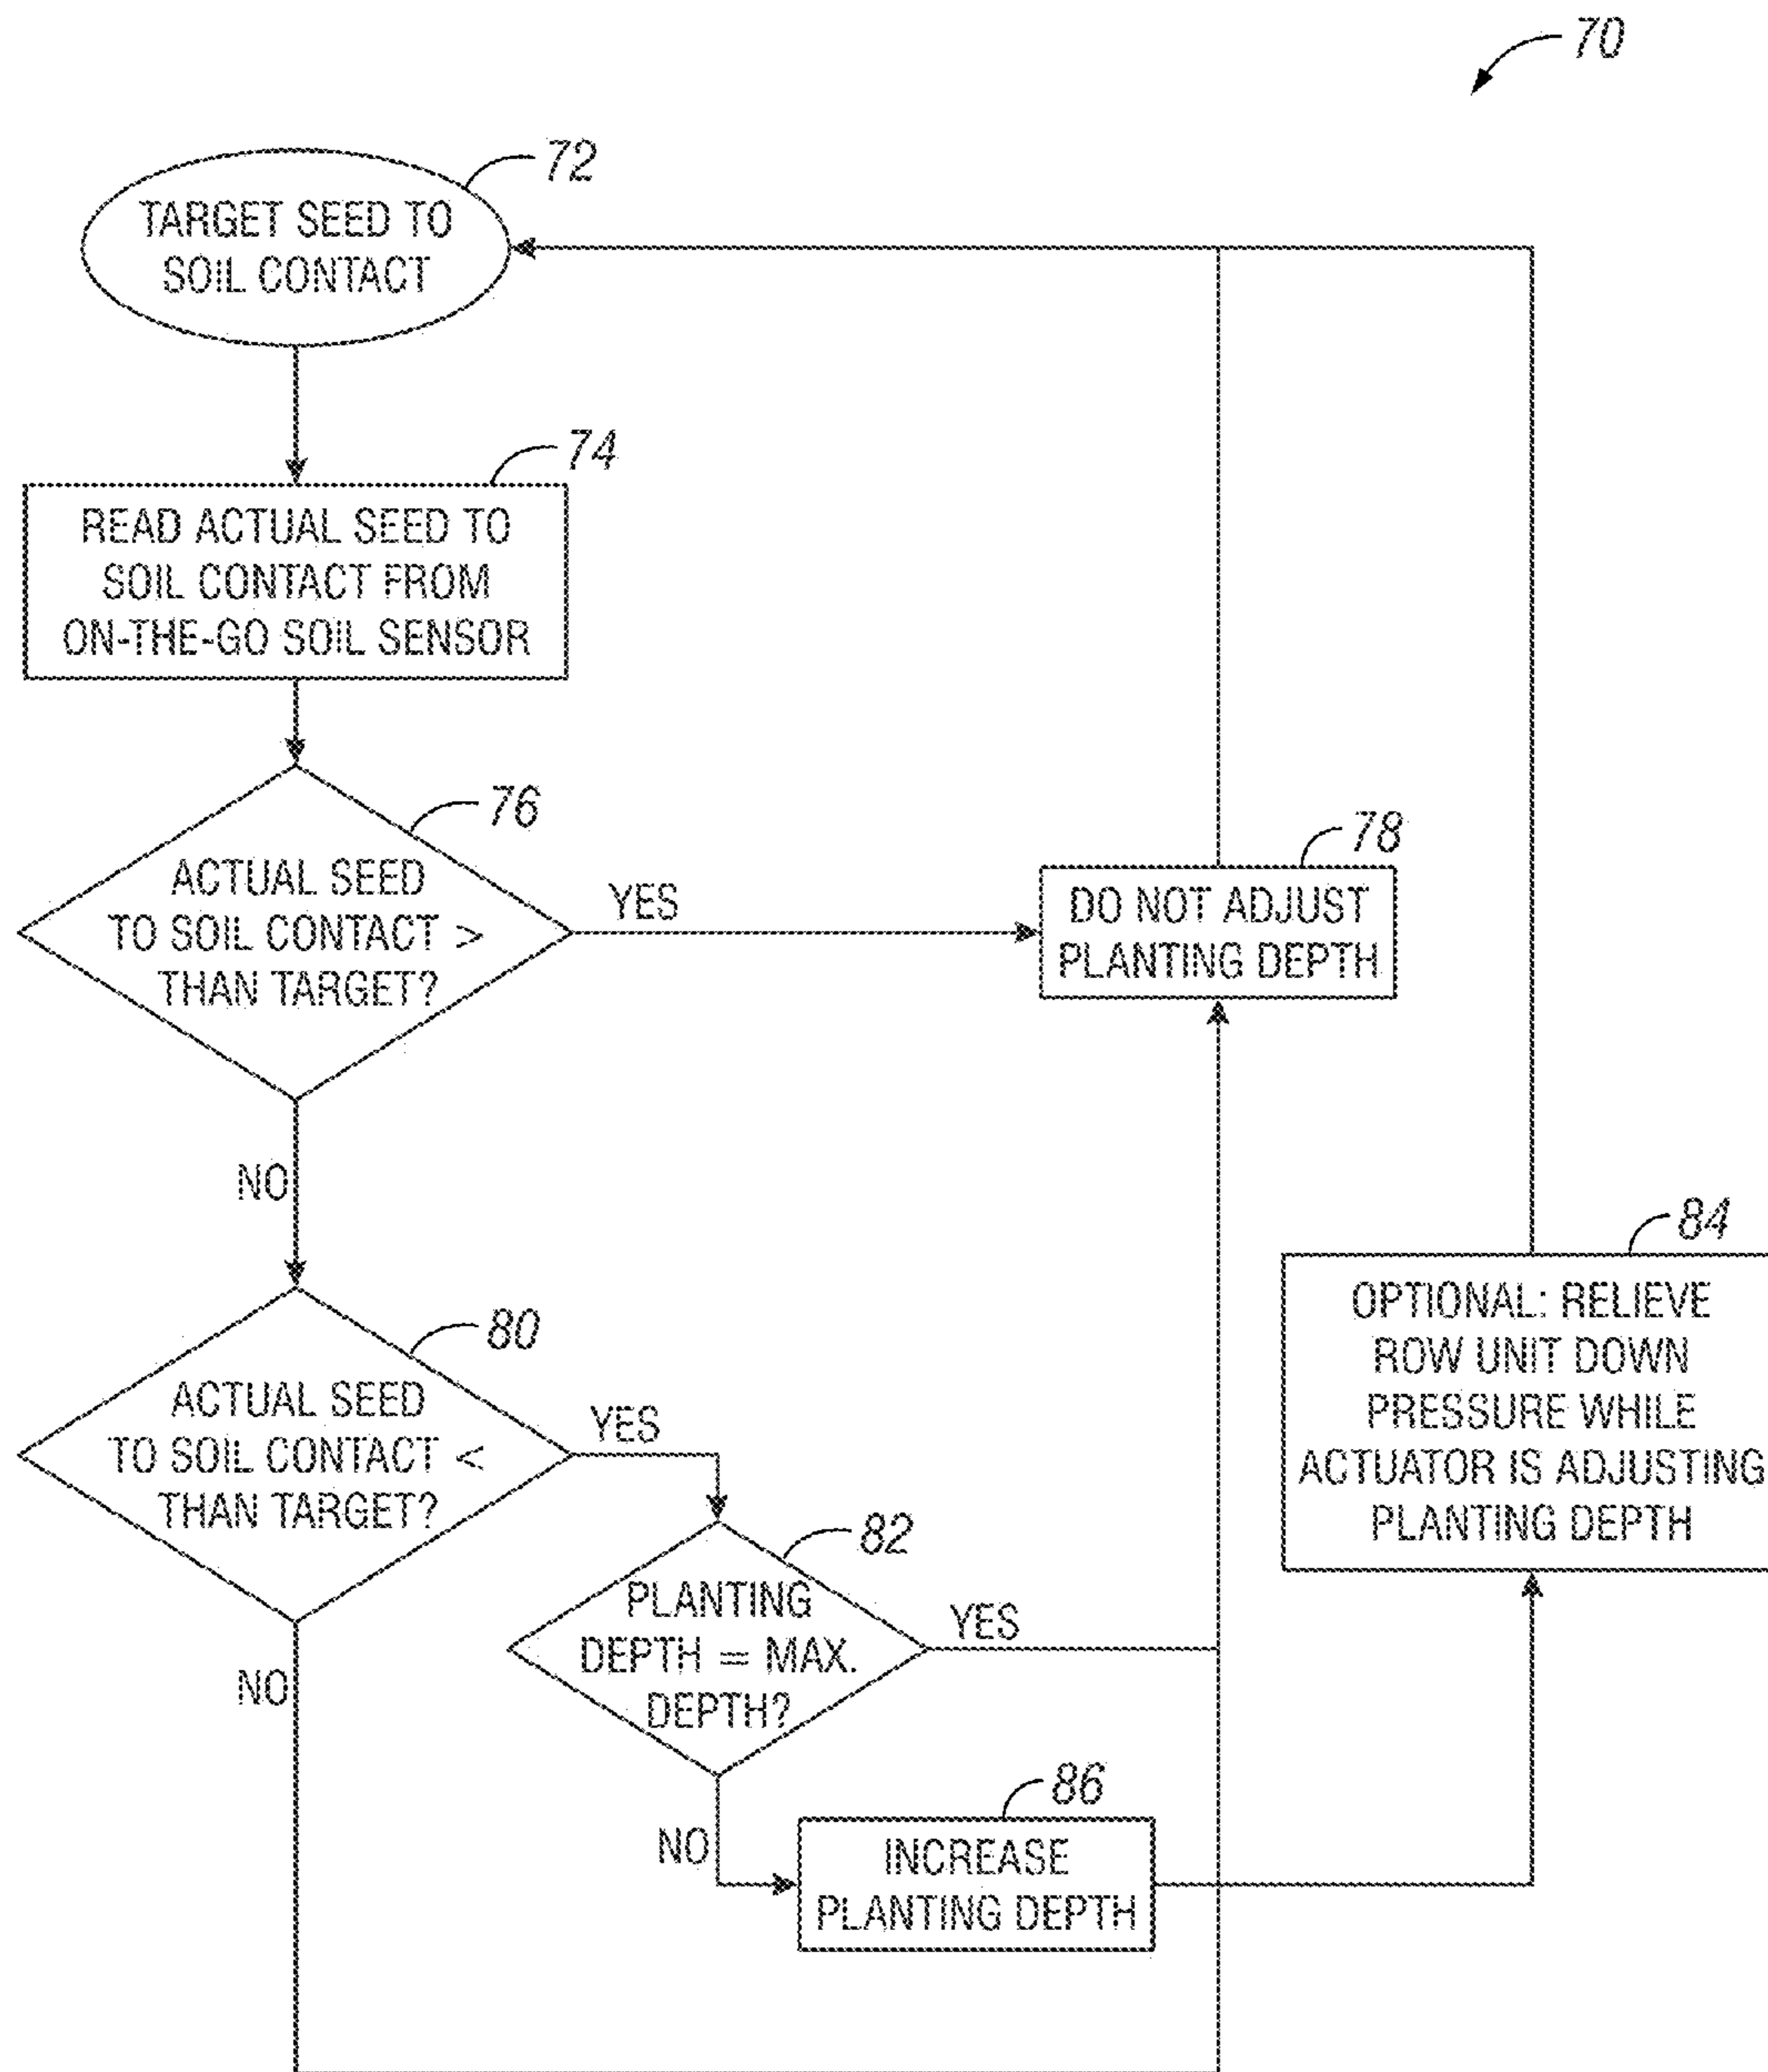 70
72
TARGET SEED TO
SOIL CONTACT
74
READ ACTUAL SEED TO
SOIL CONTACT FROM
ON-THE-GO SOIL SENSOR
76
ACTUAL SEED
TO SOIL CONTACT >
THAN TARGET?
YES
78
DO NOT ADJUST
PLANTING DEPTH
NO
80
ACTUAL SEED
TO SOIL CONTACT <
THAN TARGET?
YES
84
OPTIONAL: RELIEVE
ROW UNIT DOWN
PRESSURE WHILE
ACTUATOR IS ADJUSTING
PLANTING DEPTH
82
PLANTING
DEPTH = MAX.
DEPTH?
YES
NO
NO
86
INCREASE
PLANTING DEPTH